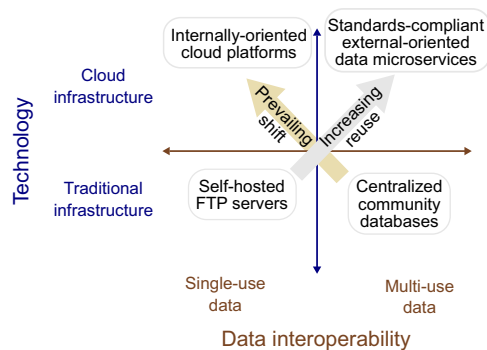 Internally-oriented
cloud platforms
Standards-compliant
external-oriented
data microservices
Cloud
infrastructure
Prevailing
shift
Increasing
reuse
Technology
Traditional
infrastructure
Self-hosted
FTP servers
Centralized
community
databases
Single-use
data
Multi-use
data
Data interoperability